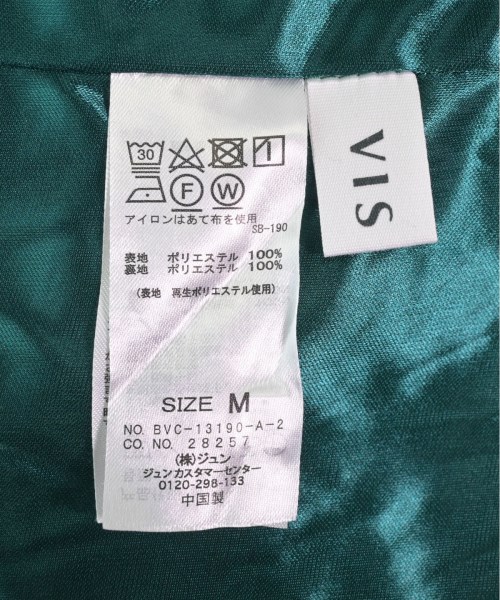 VIS
30
F W
アイロンはあて布を使用
SB-190
表地 ポリエステル 100%
裏地 ポリエステル 100%
(表地 再生ポリエステル使用)
SIZE M
NO. BVC-13190-A-2
CO. NO. 28257
(株)ジュン
ジュンカスタマーセンター
0120-298-133
中国製